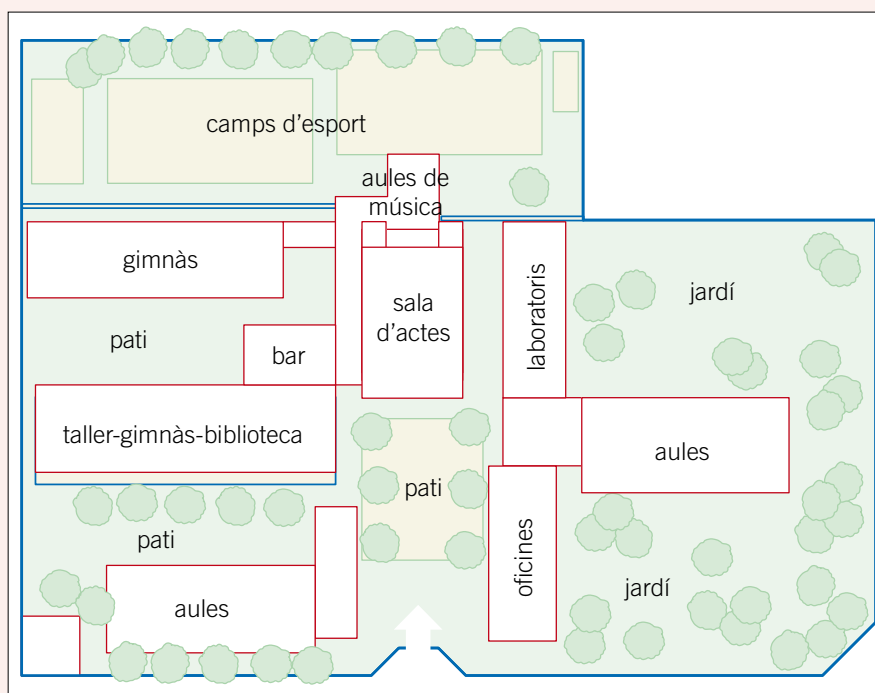 camps d'esport
aules de
música
gimnàs
sala
d'actes
laboratoris
jardí
pati
bar
taller-gimnàs-biblioteca
aules
pati
pati
oficines
aules
jardí